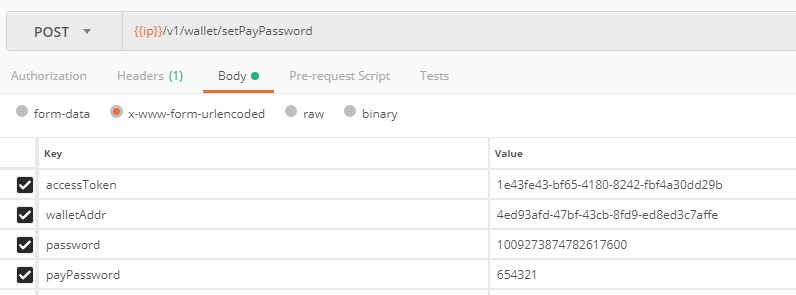 POST {{ip}}/v1/wallet/setPayPassword
Authorization Headers (1) Body Pre-request Script Tests
form-data x-www-form-urlencoded raw binary
Key Value
accessToken 1e43fe43-bf65-4180-8242-fbf4a30dd29b
walletAddr 4ed93afd-47bf-43cb-8fd9-ed8ed3c7affe
password 1009273874782617600
payPassword 654321